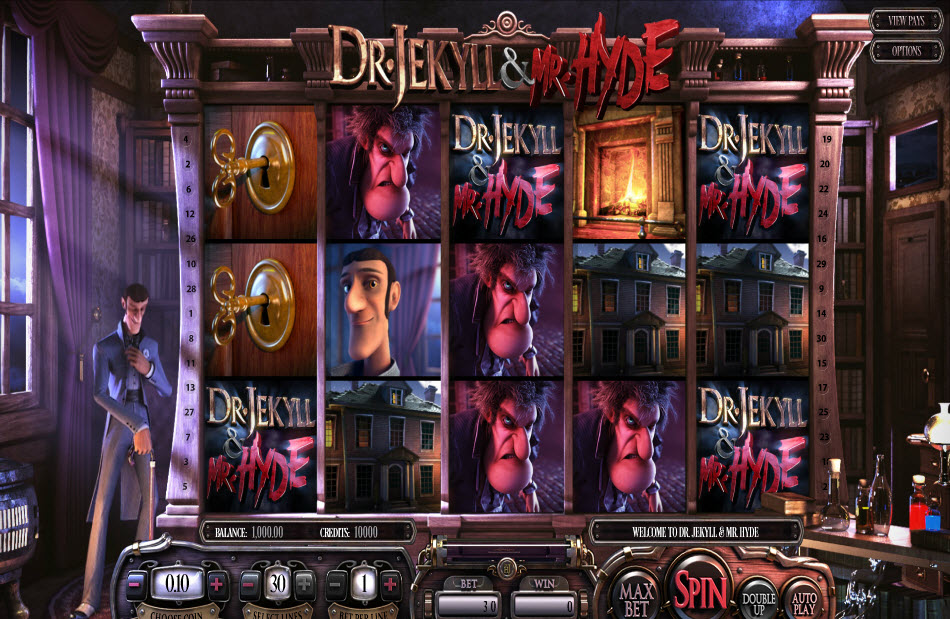 DR. JEKYLL & MR. HYDE
VIEW PAYS
OPTIONS
DR. JEKYLL
&
MR. HYDE
DR. JEKYLL
&
MR. HYDE
DR. JEKYLL
&
MR. HYDE
DR. JEKYLL
&
MR. HYDE
4
2
6
12
26
10
28
1
8
11
13
27
7
3
5
19
20
22
24
16
29
9
18
30
15
17
25
23
BALANCE: 1,000.00 CREDITS: 10000
WELCOME TO DR. JEKYLL & MR. HYDE
- 0.10 +
- 30 +
- 1 +
CHOOSE COIN
SELECT LINES
BET PER LINE
BET
30
WIN
0
MAX
BET
SPIN
DOUBLE
UP
AUTO
PLAY